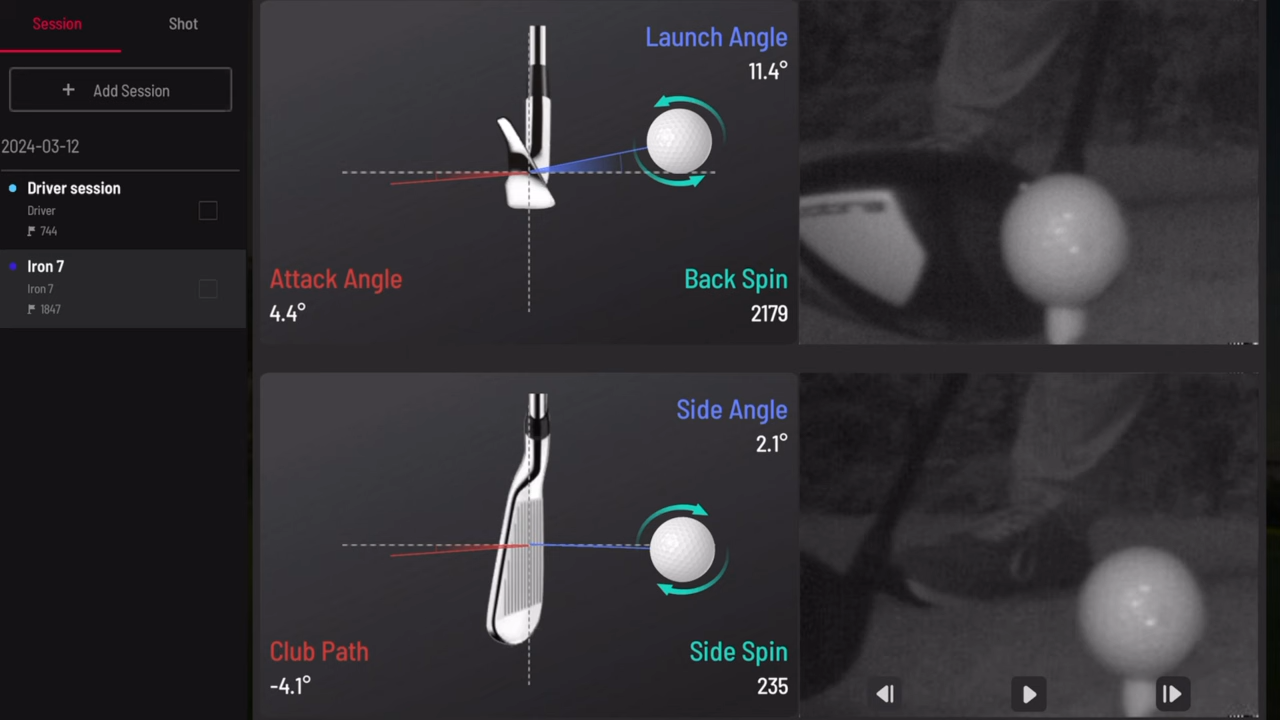 Session
Shot
+ Add Session
2024-03-12
Driver session
Driver
744
Iron 7
Iron 7
1847
Launch Angle
11.4°
Attack Angle
4.4°
Back Spin
2179
Side Angle
2.1°
Club Path
-4.1°
Side Spin
235